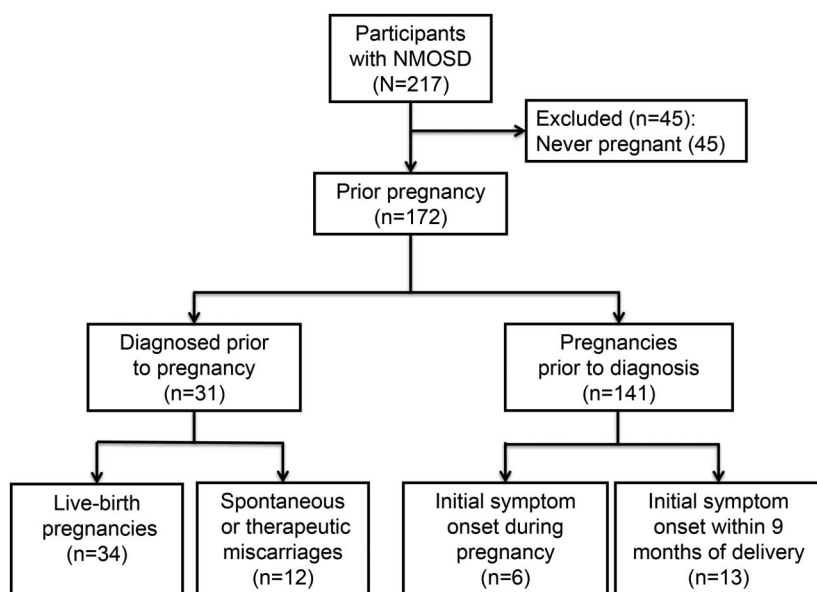 Participants
with NMOSD
(N=217)
Excluded (n=45):
Never pregnant (45)
Prior pregnancy
(n=172)
Diagnosed prior
to pregnancy
(n=31)
Pregnancies
prior to diagnosis
(n=141)
Live-birth
pregnancies
(n=34)
Spontaneous
or therapeutic
miscarriages
(n=12)
Initial symptom
onset during
pregnancy
(n=6)
Initial symptom
onset within 9
months of delivery
(n=13)